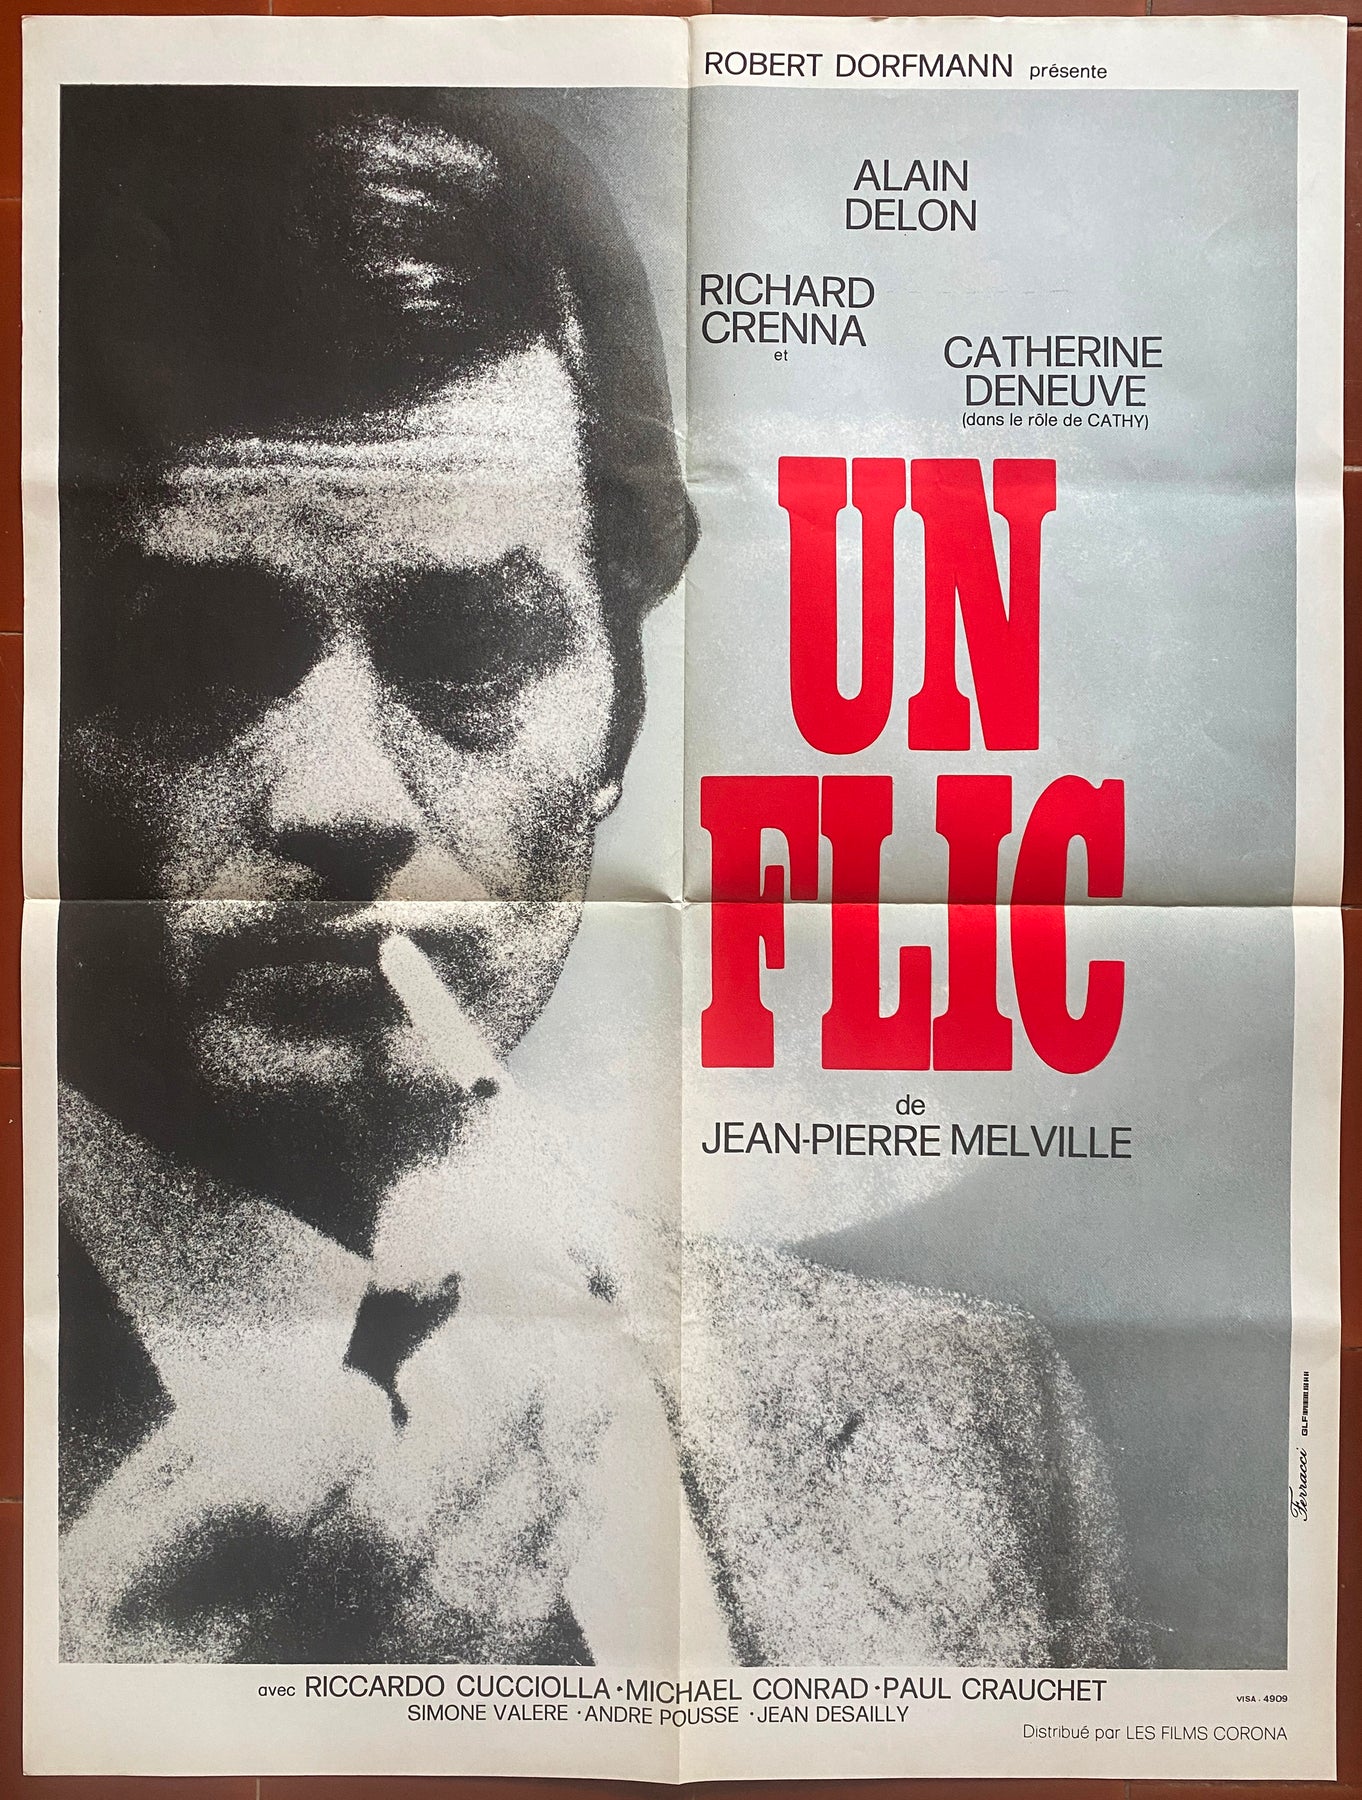 ROBERT DORFMANN présente
ALAIN
DELON
RICHARD
CRENNA
et
CATHERINE
DENEUVE
(dans le rôle de CATHY)
UN
FLIC
de
JEAN-PIERRE MELVILLE
Ferracci
avec RICCARDO CUCCIOLLA · MICHAEL CONRAD · PAUL CRAUCHET
SIMONE VALERE · ANDRE POUSSE · JEAN DESAILLY
VISA . 4909
Distribué par LES FILMS CORONA